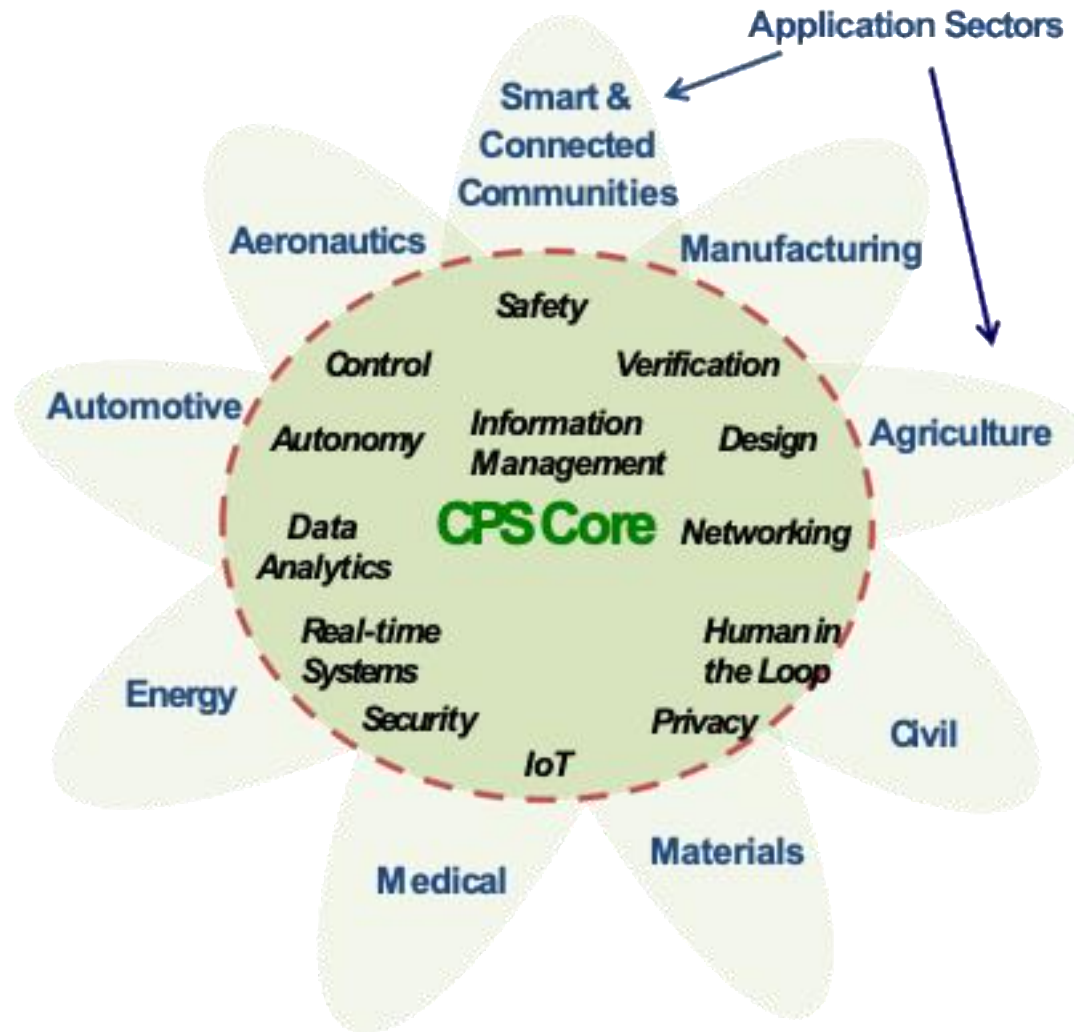 Application Sectors
Smart &
Connected
Communities
Aeronautics
Manufacturing
Safety
Control
Verification
Automotive
Information
Management
Autonomy
Design
Agriculture
CPS Core
Data
Analytics
Networking
Real-time
Systems
Human in
the Loop
Energy
Security
Privacy
Civil
IoT
Materials
Medical